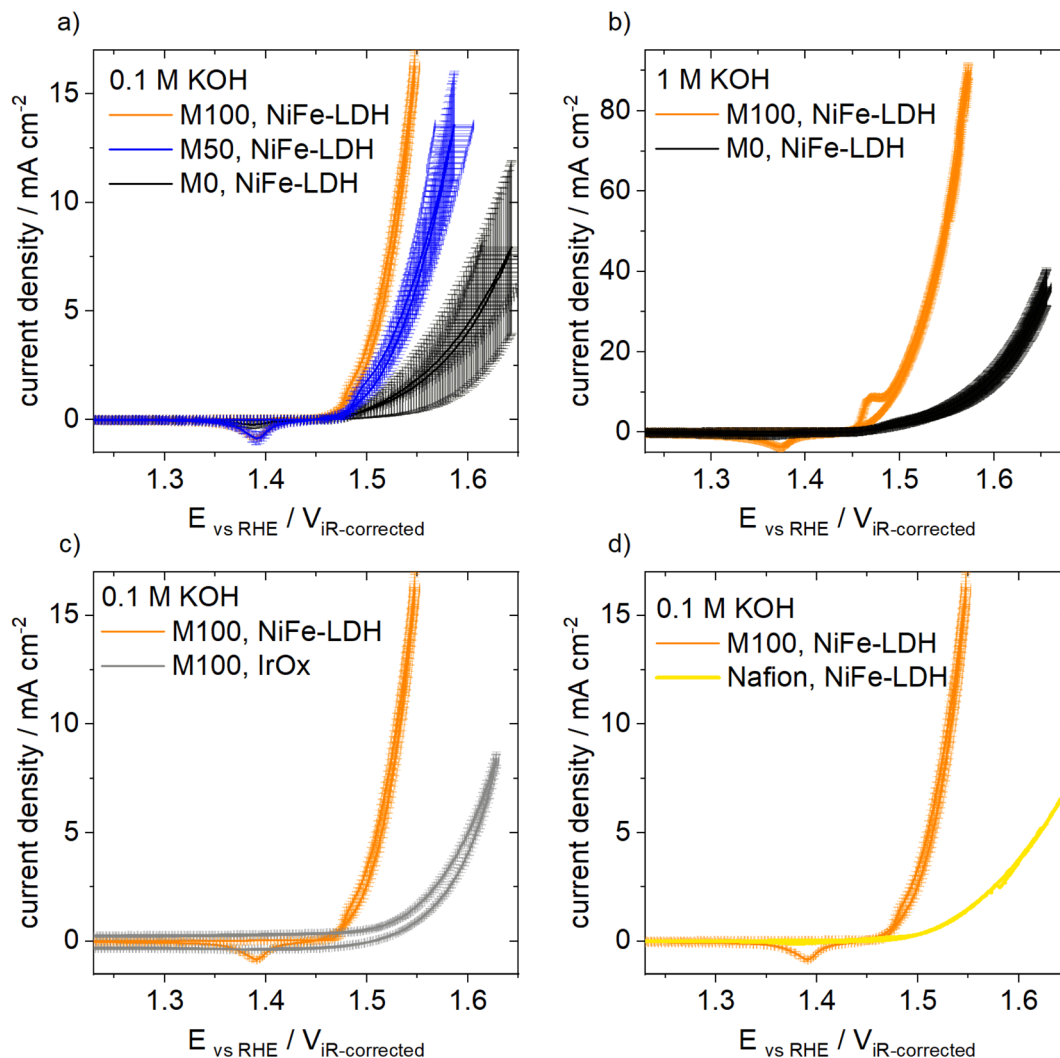 a)
0.1 M KOH
M100, NiFe-LDH
M50, NiFe-LDH
M0, NiFe-LDH
15
10
5
0
1.3 1.4 1.5 1.6
current density / mA cm⁻²
E vs RHE / V iR-corrected
b)
1 M KOH
M100, NiFe-LDH
M0, NiFe-LDH
80
60
40
20
0
1.3 1.4 1.5 1.6
current density / mA cm⁻²
E vs RHE / V iR-corrected
c)
0.1 M KOH
M100, NiFe-LDH
M100, IrOx
15
10
5
0
1.3 1.4 1.5 1.6
current density / mA cm⁻²
E vs RHE / V iR-corrected
d)
0.1 M KOH
M100, NiFe-LDH
Nafion, NiFe-LDH
15
10
5
0
1.3 1.4 1.5 1.6
current density / mA cm⁻²
E vs RHE / V iR-corrected